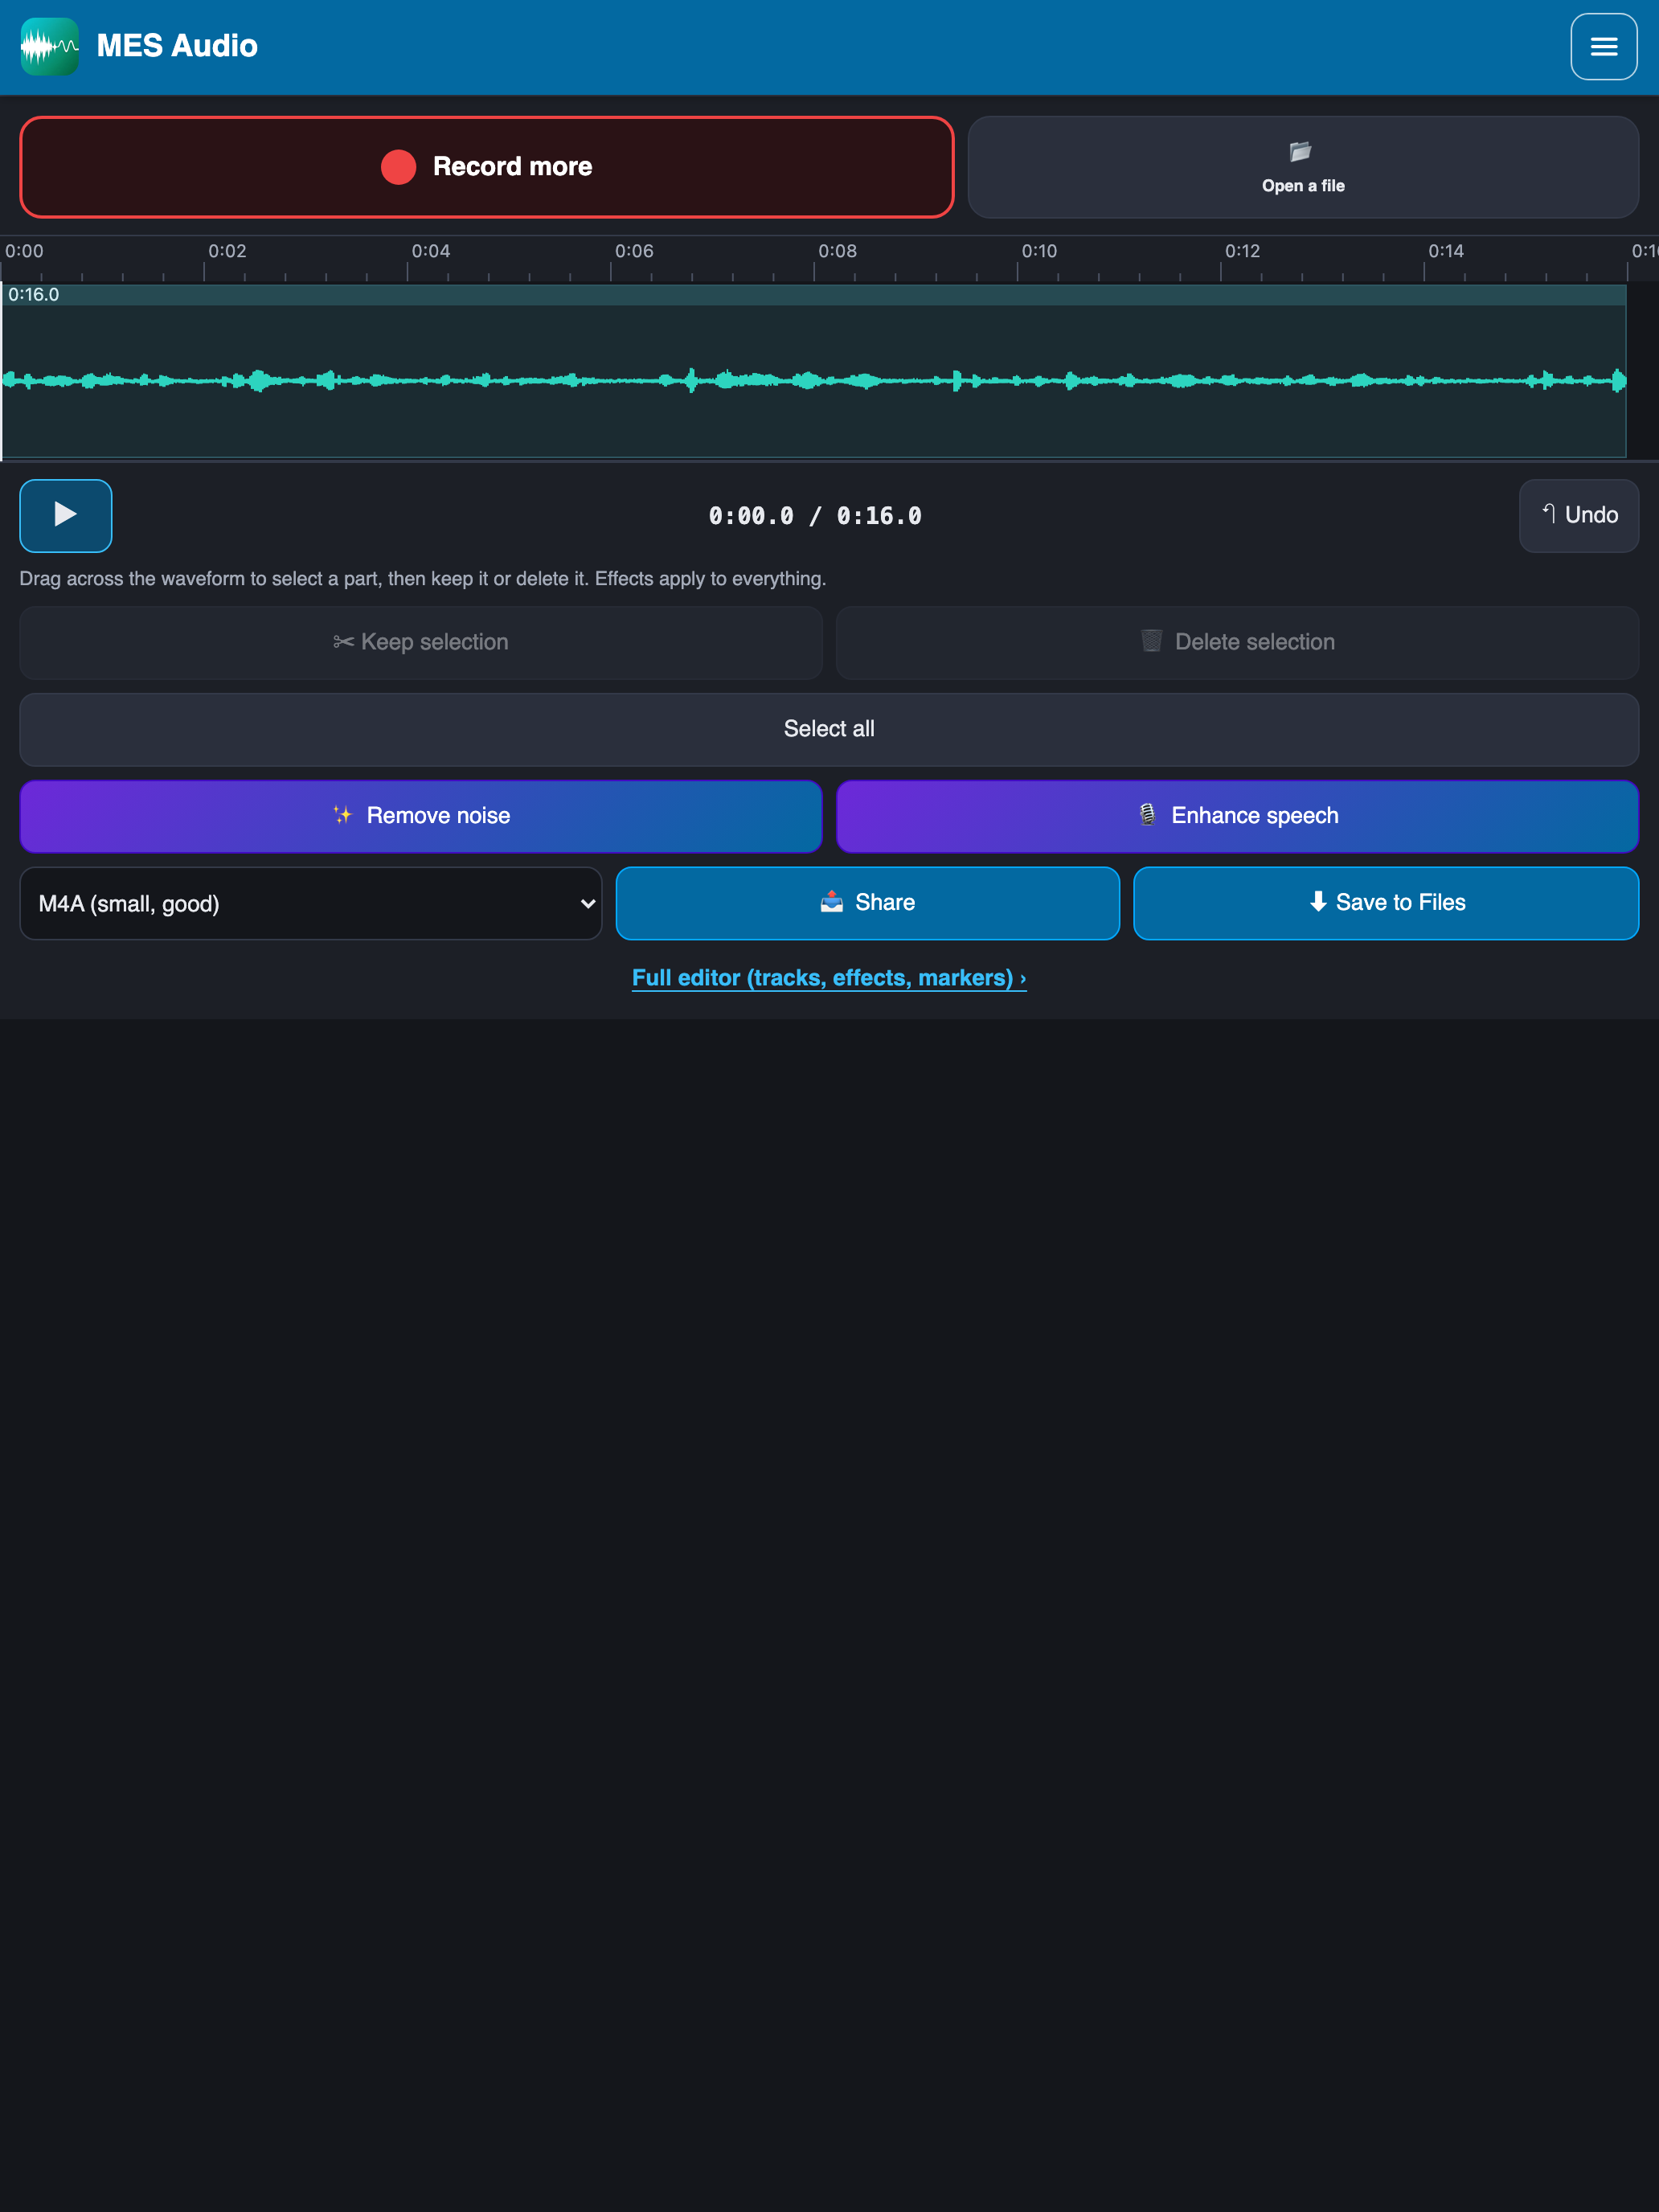 MES Audio
Record more
Open a file
0:00 0:02 0:04 0:06 0:08 0:10 0:12 0:14
0:16.0
0:00.0 / 0:16.0
Undo
Drag across the waveform to select a part, then keep it or delete it. Effects apply to everything.
Keep selection
Delete selection
Select all
Remove noise
Enhance speech
M4A (small, good)
Share
Save to Files
Full editor (tracks, effects, markers) ›